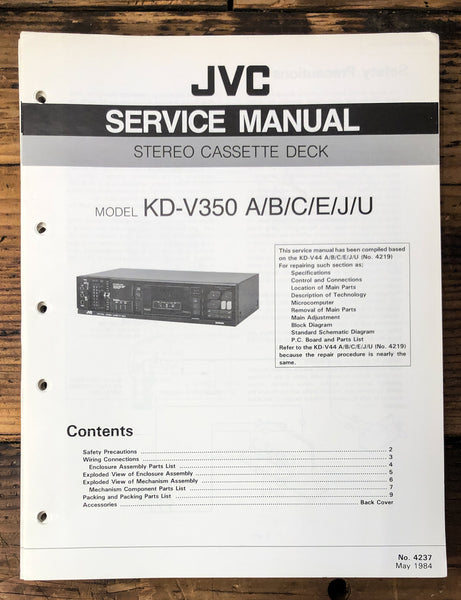 JVC
SERVICE MANUAL
STEREO CASSETTE DECK
MODEL KD-V350 A/B/C/E/J/U
This service manual has been compiled based
on the KD-V44 A/B/C/E/J/U (No. 4219)
For repairing such section as;
Specifications
Control and Connections
Location of Main Parts
Description of Technology
Microcomputer
Removal of Main Parts
Main Adjustment
Block Diagram
Standard Schematic Diagram
P.C. Board and Parts List
Refer to the KD-V44 A/B/C/E/J/U (No. 4219)
because the repair procedure is nearly the
same.
JVC
Contents
Safety Precautions 2
Wiring Connections 3
Enclosure Assembly Parts List 4
Exploded View of Enclosure Assembly 5
Exploded View of Mechanism Assembly 6
Mechanism Component Parts List 7
Packing and Packing Parts List 9
Accessories Back Cover
No. 4237
May 1984